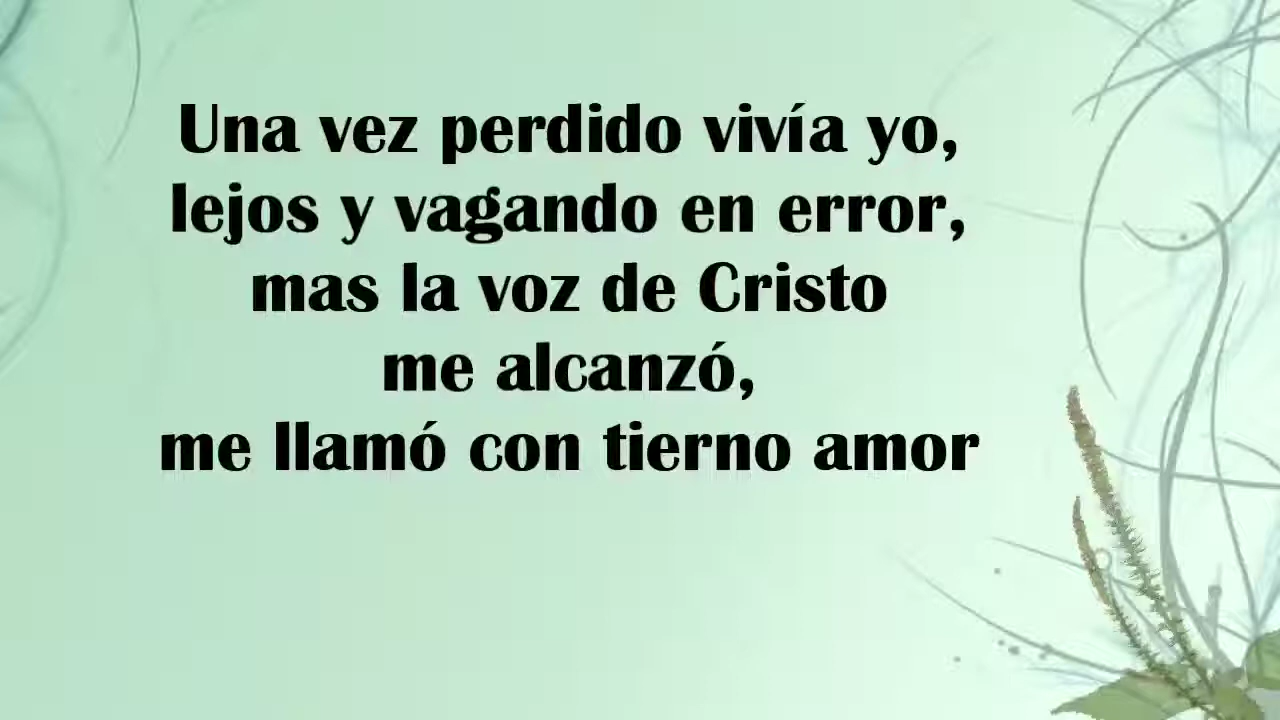 Una vez perdido vivía yo,
lejos y vagando en error,
mas la voz de Cristo
me alcanzó,
me llamó con tierno amor